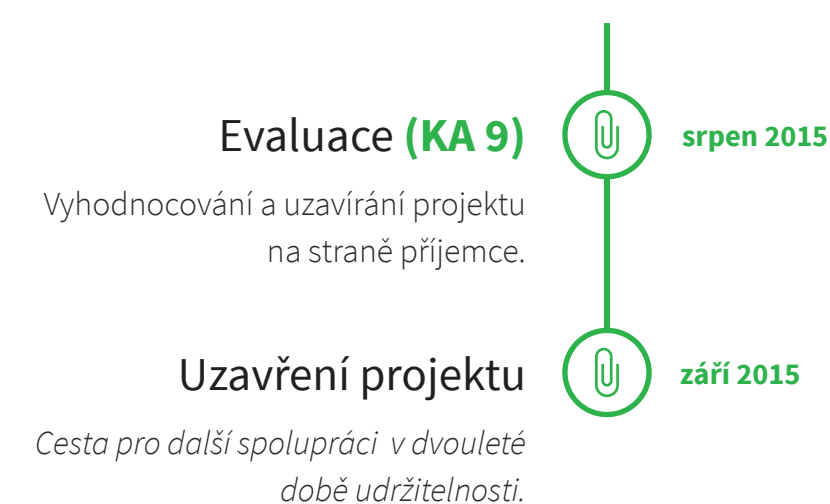 Evaluace (KA 9)
srpen 2015
Vyhodnocování a uzavírání projektu
na straně příjemce.
Uzavření projektu
září 2015
Cesta pro další spolupráci v dvouleté
době udržitelnosti.